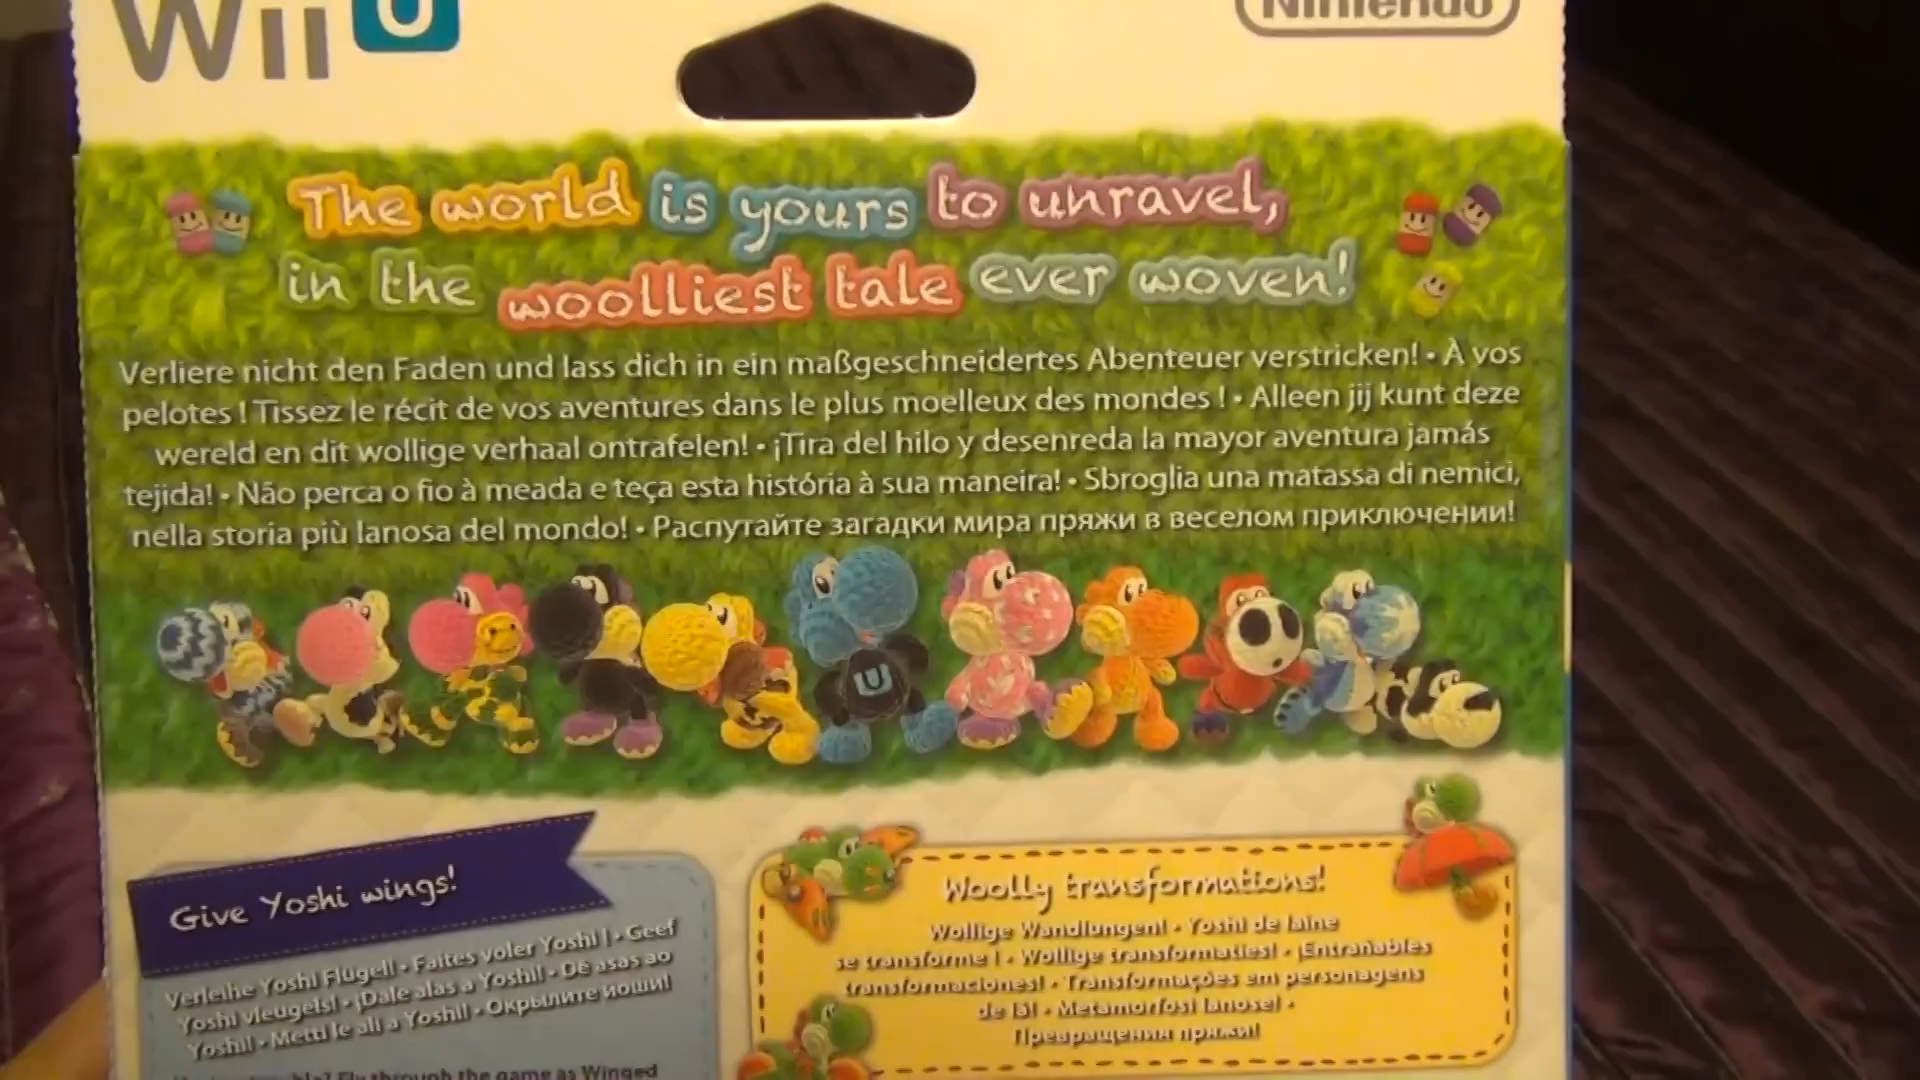 Wii U
Nintendo
The world is yours to unravel,
in the woolliest tale ever woven!
Verliere nicht den Faden und lass dich in ein maßgeschneidertes Abenteuer verstricken! • À vos
pelotes ! Tissez le récit de vos aventures dans le plus moelleux des mondes ! • Alleen jij kunt deze
wereld en dit wollige verhaal ontrafelen! • ¡Tira del hilo y desenreda la mayor aventura jamás
tejida! • Não perca o fio à meada e teça esta história à sua maneira! • Sbroglia una matassa di nemici,
nella storia più lanosa del mondo! • Распутайте загадки мира пряжи в веселом приключении!
U
Give Yoshi wings!
Verleihe Yoshi Flügel! • Faites voler Yoshi ! • Geef
Yoshi vleugels! • ¡Dale alas a Yoshi! • Dê asas ao
Yoshi! • Metti le ali a Yoshi! • Окрылите Йоши!
Fly through the game as Winged
Woolly transformations!
Wollige Wandlungen! • Yoshi de laine
se transforme ! • Wollige transformaties! • ¡Entrañables
transformaciones! • Transformações em personagens
de lã! • Metamorfosi lanose! •
Превращения пряжи!